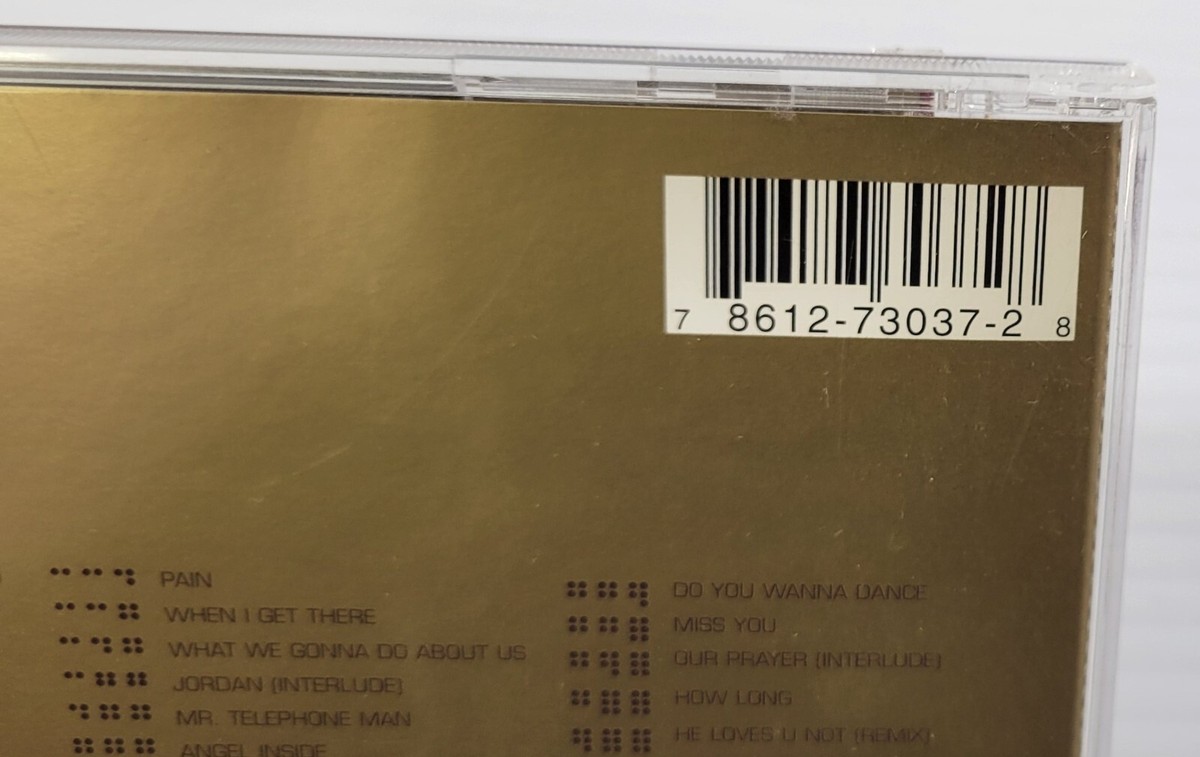 7 8612-73037-2 8
PAIN
WHEN I GET THERE
WHAT WE GONNA DO ABOUT US
JORDAN (INTERLUDE)
MR. TELEPHONE MAN
ANGEL INSIDE
DO YOU WANNA DANCE
MISS YOU
OUR PRAYER (INTERLUDE)
HOW LONG
HE LOVES U NOT (REMIX)